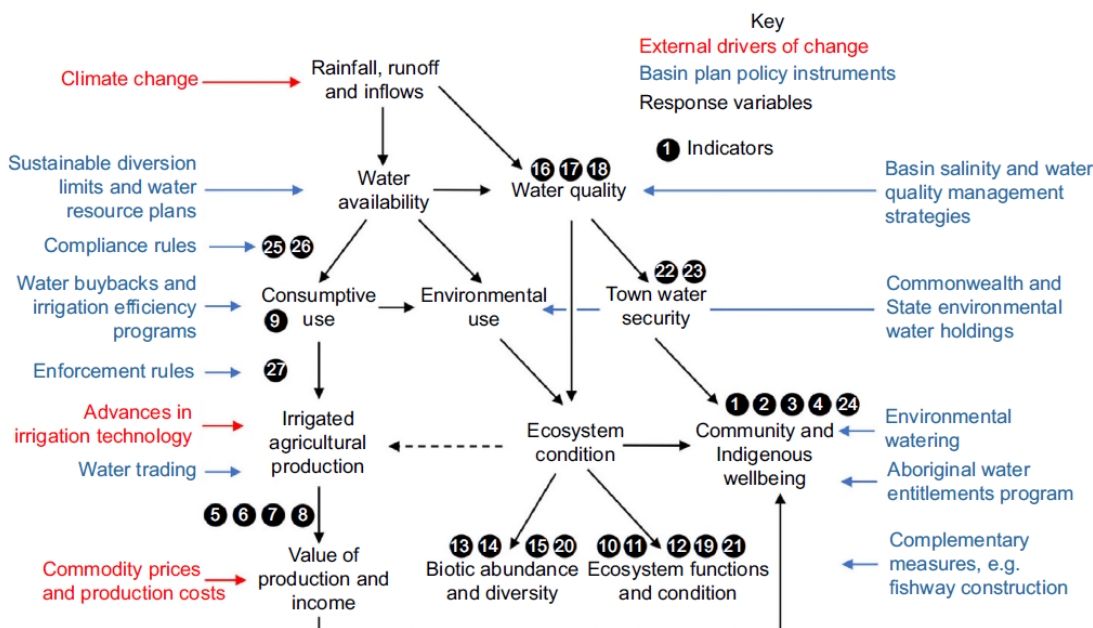 Key
External drivers of change
Basin plan policy instruments
Response variables
1 Indicators
Climate change
Rainfall, runoff
and inflows
Sustainable diversion
limits and water
resource plans
Water
availability
16 17 18
Water quality
Basin salinity and water
quality management
strategies
Compliance rules
25 26
Water buybacks and
irrigation efficiency
programs
Consumptive
9 use
Environmental
use
22 23
Town water
security
Commonwealth and
State environmental
water holdings
Enforcement rules
27
Advances in
irrigation technology
Water trading
Irrigated
agricultural
production
Ecosystem
condition
1 2 3 4 24
Community and
Indigenous
wellbeing
Environmental
watering
Aboriginal water
entitlements program
5 6 7 8
Commodity prices
and production costs
Value of
production and
income
13 14 15 20
Biotic abundance
and diversity
10 11 12 19 21
Ecosystem functions
and condition
Complementary
measures, e.g.
fishway construction